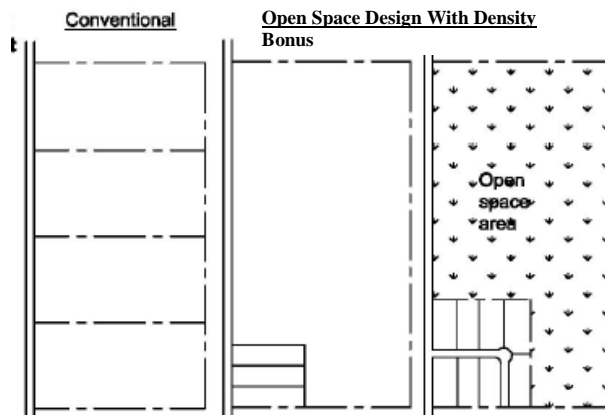 Conventional
Open Space Design With Density
Bonus
Open
space
area